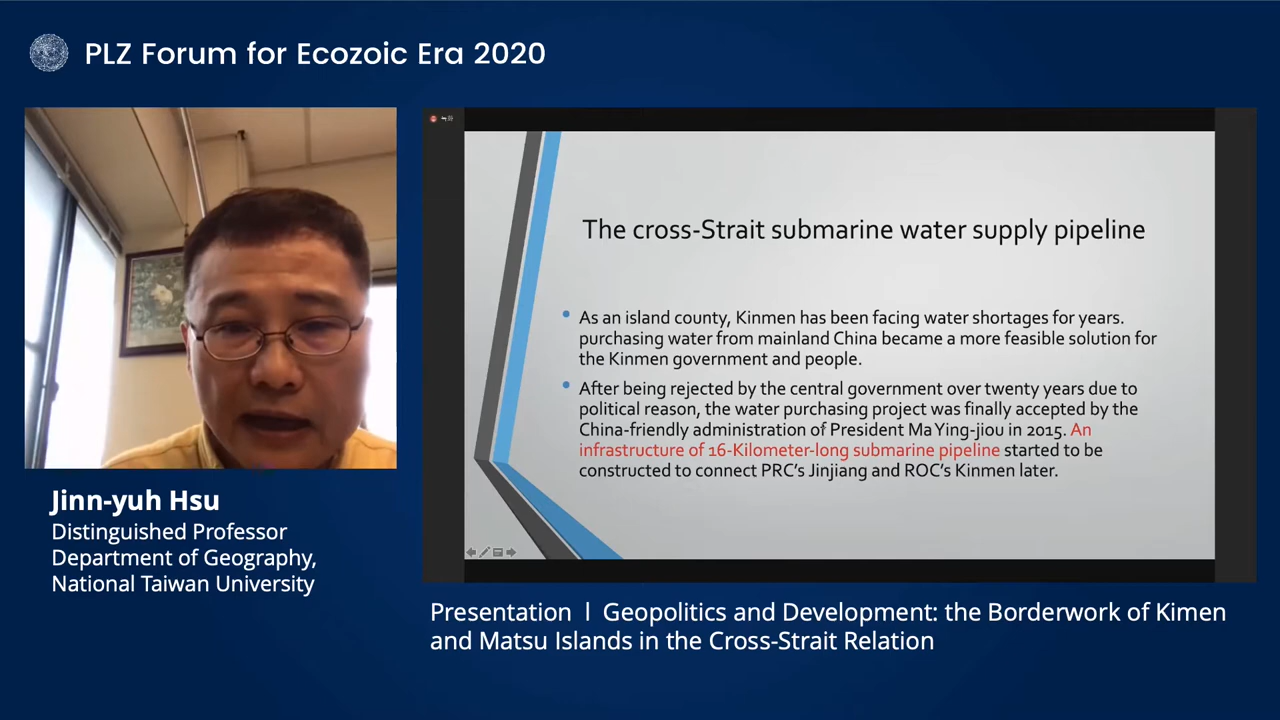 PLZ Forum for Ecozoic Era 2020
The cross-Strait submarine water supply pipeline
• As an island county, Kinmen has been facing water shortages for years.
purchasing water from mainland China became a more feasible solution for
the Kinmen government and people.
• After being rejected by the central government over twenty years due to
political reason, the water purchasing project was finally accepted by the
China-friendly administration of President Ma Ying-jiou in 2015. An
infrastructure of 16-Kilometer-long submarine pipeline started to be
constructed to connect PRC's Jinjiang and ROC's Kinmen later.
Jinn-yuh Hsu
Distinguished Professor
Department of Geography,
National Taiwan University
Presentation | Geopolitics and Development: the Borderwork of Kimen
and Matsu Islands in the Cross-Strait Relation